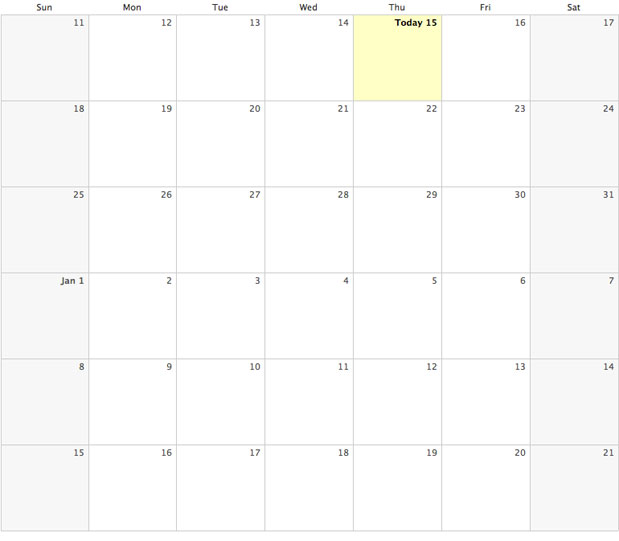 Sun Mon Tue Wed Thu Fri Sat
11 12 13 14 Today 15 16 17
18 19 20 21 22 23 24
25 26 27 28 29 30 31
Jan 1 2 3 4 5 6 7
8 9 10 11 12 13 14
15 16 17 18 19 20 21